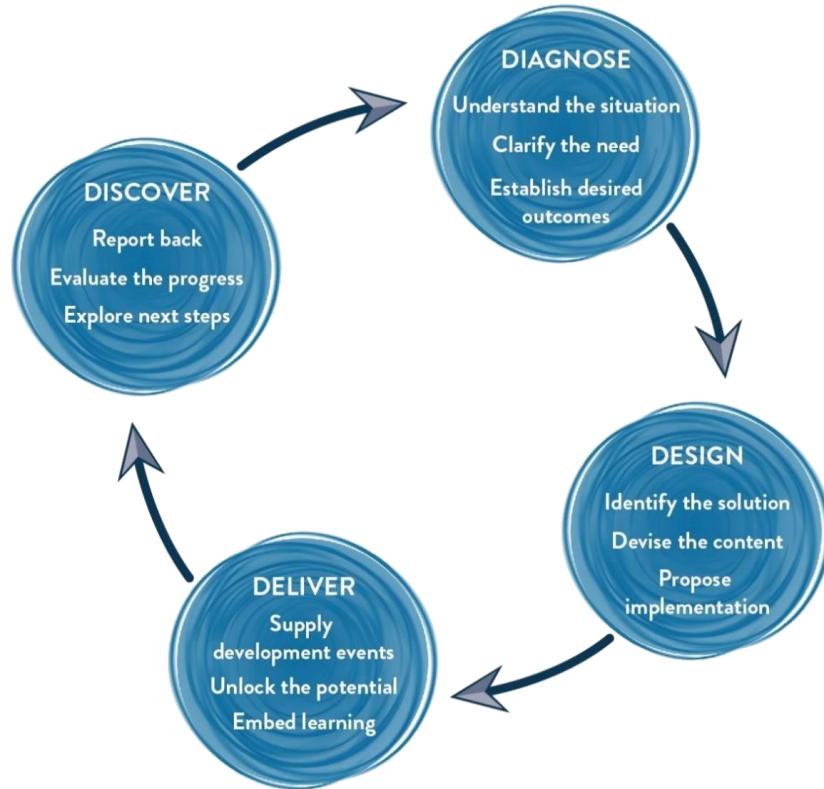 DIAGNOSE
Understand the situation
Clarify the need
Establish desired
outcomes
DISCOVER
Report back
Evaluate the progress
Explore next steps
DESIGN
Identify the solution
Devise the content
Propose
implementation
DELIVER
Supply
development events
Unlock the potential
Embed learning